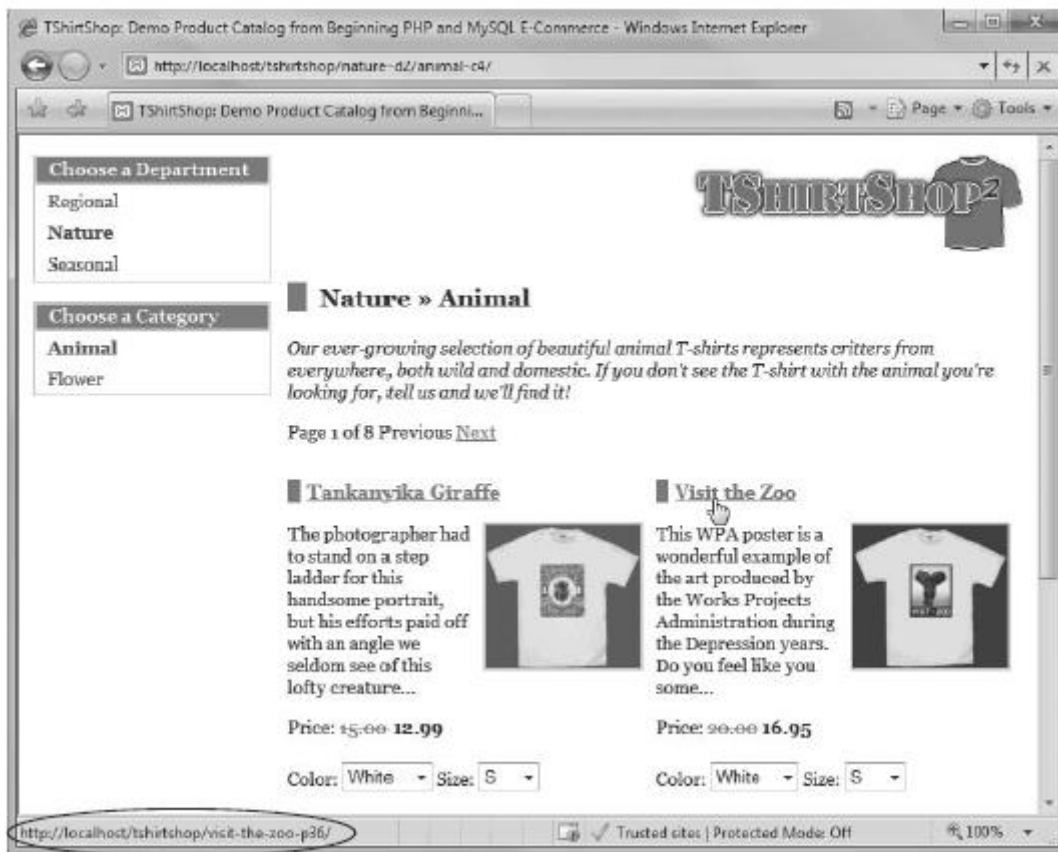 TShirtShop: Demo Product Catalog from Beginning PHP and MySQL E-Commerce - Windows Internet Explorer
http://localhost/tshirtshop/nature-d2/animal-c4/
TShirtShop: Demo Product Catalog from Beginni...
Page
Tools
Choose a Department
Regional
Nature
Seasonal
Choose a Category
Animal
Flower
TShirtShop²
Nature » Animal
Our ever-growing selection of beautiful animal T-shirts represents critters from
everywhere, both wild and domestic. If you don't see the T-shirt with the animal you're
looking for, tell us and we'll find it!
Page 1 of 8 Previous Next
Tankanyika Giraffe
The photographer had
to stand on a step
ladder for this
handsome portrait,
but his efforts paid off
with an angle we
seldom see of this
lofty creature...
Price: 15.00 12.99
Color: White Size: S
Visit the Zoo
This WPA poster is a
wonderful example of
the art produced by
the Works Projects
Administration during
the Depression years.
Do you feel like you
some...
Price: 20.00 16.95
Color: White Size: S
http://localhost/tshirtshop/visit-the-zoo-p36/
Trusted sites | Protected Mode: Off
100%